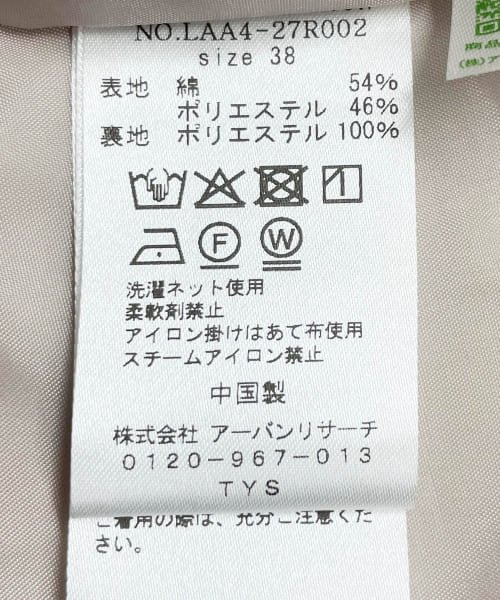 NO.LAA4-27R002
size 38
表地 綿 54%
ポリエステル 46%
裏地 ポリエステル 100%
F W
洗濯ネット使用
柔軟剤禁止
アイロン掛けはあて布使用
スチームアイロン禁止
中国製
株式会社 アーバンリサーチ
0120-967-013
TYS
ご着用の際は、充分ご注意くだ
さい。
商品
(株)ア